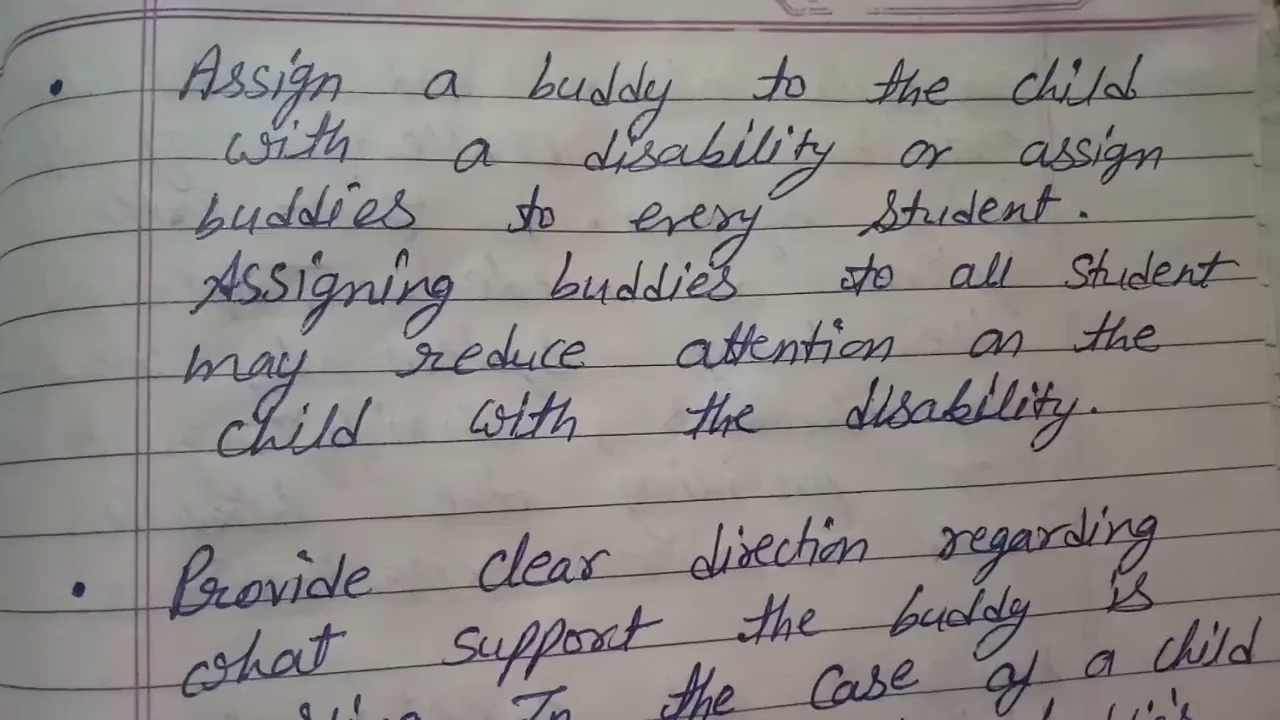 • Assign a buddy to the child
with a disability or assign
buddies to every student.
Assigning buddies to all student
may reduce attention on the
child with the disability.
• Provide clear direction regarding
what support the buddy is
In the case of a child